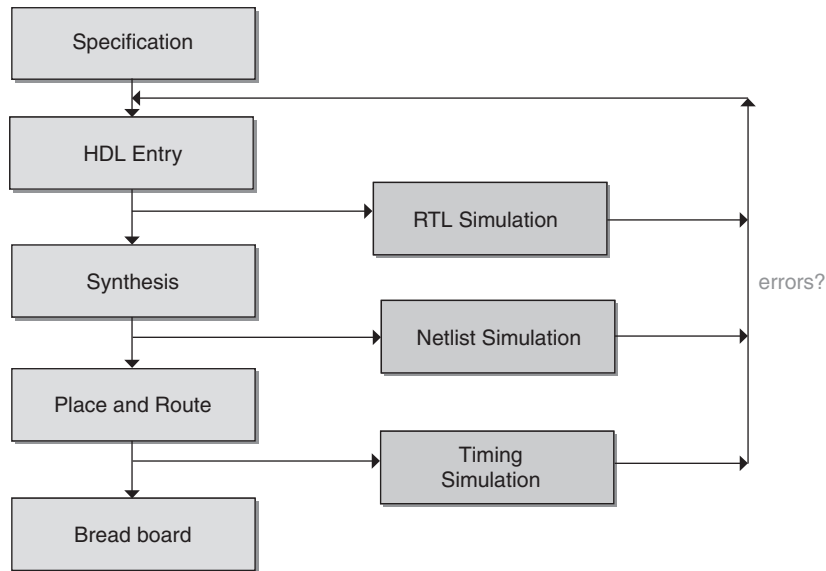 Specification
HDL Entry
RTL Simulation
Synthesis
errors?
Netlist Simulation
Place and Route
Timing
Simulation
Bread board